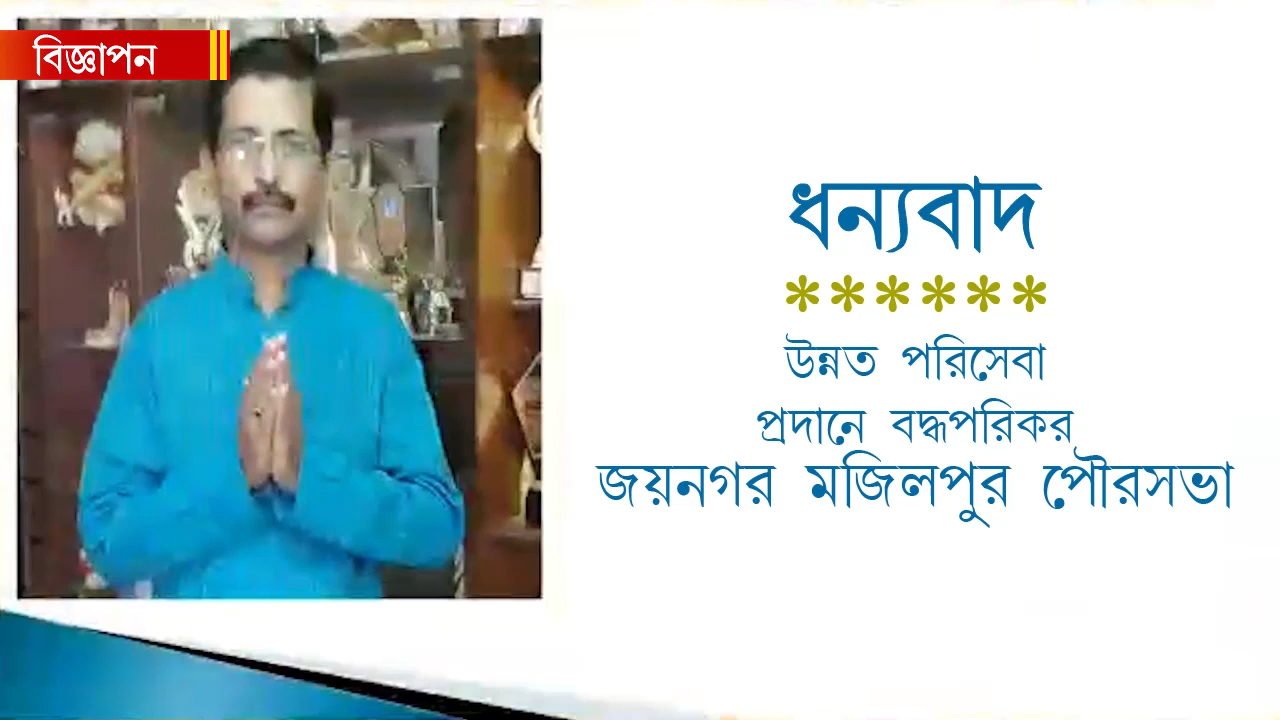 বিজ্ঞাপন
ধন্যবাদ
******
উন্নত পরিসেবা
প্রদানে বদ্ধপরিকর
জয়নগর মজিলপুর পৌরসভা